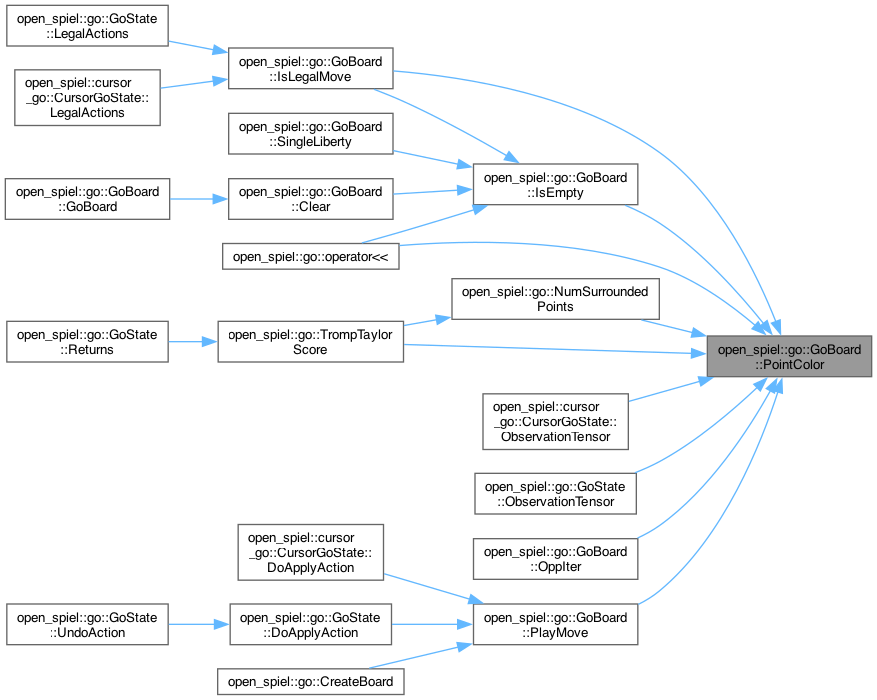 open_spiel::go::GoState
::LegalActions
open_spiel::cursor
_go::CursorGoState::
LegalActions
open_spiel::go::GoBoard
::IsLegalMove
open_spiel::go::GoBoard
::SingleLiberty
open_spiel::go::GoBoard
::IsEmpty
open_spiel::go::GoBoard
::GoBoard
open_spiel::go::GoBoard
::Clear
open_spiel::go::operator<<
open_spiel::go::NumSurrounded
Points
open_spiel::go::GoState
::Returns
open_spiel::go::TrompTaylor
Score
open_spiel::go::GoBoard
::PointColor
open_spiel::cursor
_go::CursorGoState::
ObservationTensor
open_spiel::go::GoState
::ObservationTensor
open_spiel::cursor
_go::CursorGoState::
DoApplyAction
open_spiel::go::GoBoard
::OppIter
open_spiel::go::GoState
::UndoAction
open_spiel::go::GoState
::DoApplyAction
open_spiel::go::GoBoard
::PlayMove
open_spiel::go::CreateBoard